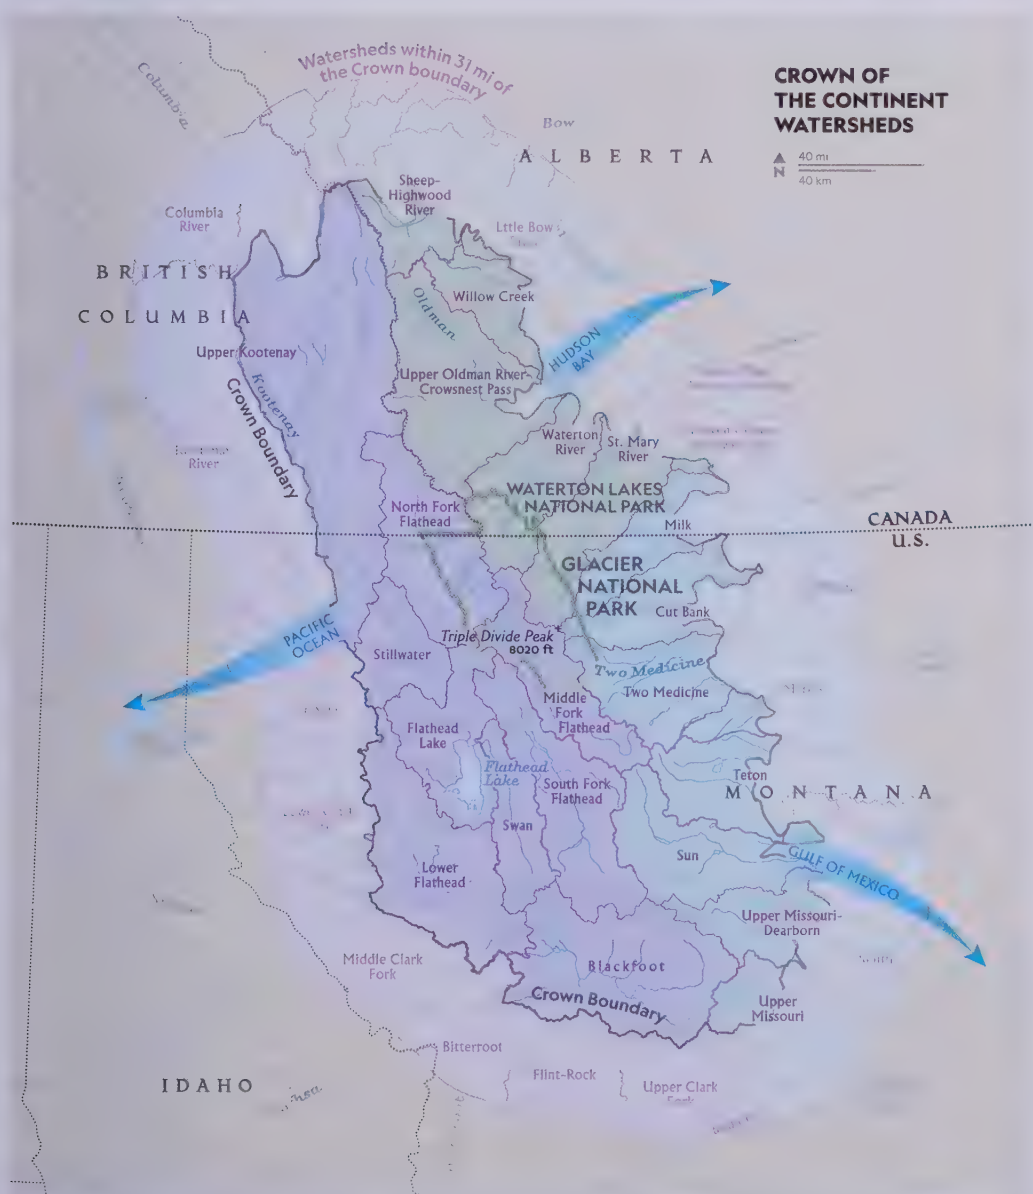 Watersheds within 31 mi of
the Crown boundary
CROWN OF
THE CONTINENT
WATERSHEDS
N
40 mi
40 km
Columbia
Bow
ALBERTA
Sheep-
Highwood
River
Columbia
River
Lttle Bow
BRITISH
COLUMBIA
Willow Creek
Oldman
HUDSON
BAY
Upper Kootenay
Kootenay
Crown Boundary
Upper Oldman River-
Crowsnest Pass
Waterton
River
St. Mary
River
River
WATERTON LAKES
NATIONAL PARK
North Fork
Flathead
Milk
CANADA
U.S.
GLACIER
NATIONAL
PARK
Cut Bank
PACIFIC
OCEAN
Triple Divide Peak
8020 ft
Stillwater
Two Medicine
Two Medicine
Middle
Fork
Flathead
Flathead
Lake
Flathead
Lake
South Fork
Flathead
Teton
MONTANA
Swan
Sun
GULF OF MEXICO
Lower
Flathead
Upper Missouri-
Dearborn
Middle Clark
Fork
Blackfoot
Crown Boundary
Upper
Missouri
Bitterroot
Flint-Rock
Upper Clark
Fork
IDAHO